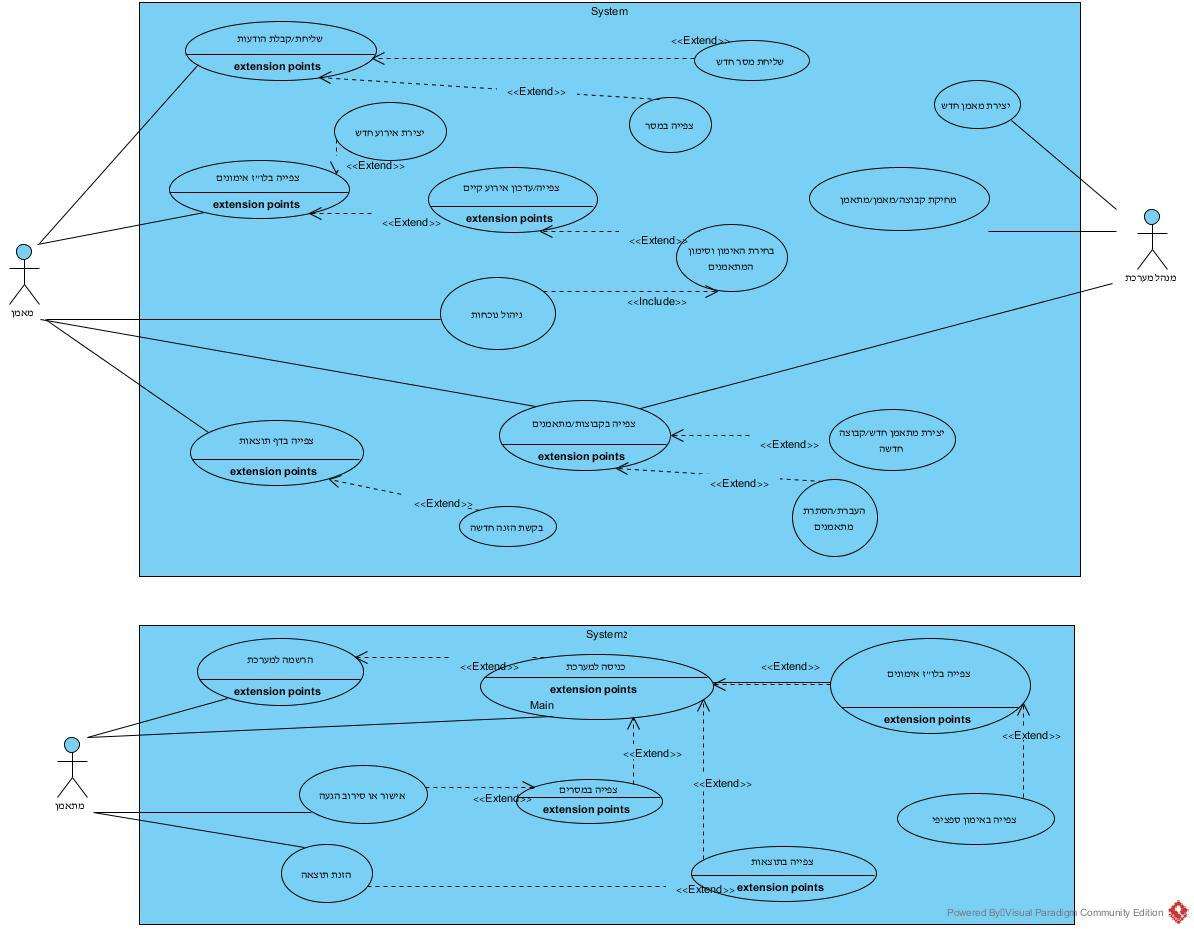 System
שליחת/קבלת הודעות
extension points
<<Extend>>
שליחת מסר חדש
<<Extend>>
צפייה במסר
יצירת מאמן חדש
יצירת אירוע חדש
<<Extend>>
צפייה בלו״ז אימונים
extension points
<<Extend>>
צפייה/עדכון אירוע קיים
extension points
<<Extend>>
מחיקת קבוצה/מאמן/מתאמן
בחירת האימון וסימון
המתאמנים
<<Include>>
ניהול נוכחות
מאמן
מנהל מערכת
צפייה בקבוצות/מתאמנים
extension points
<<Extend>>
יצירת מתאמן חדש/קבוצה
חדשה
<<Extend>>
העברת/הסתרת
מתאמנים
צפייה בדף תוצאות
extension points
<<Extend>>
בקשת הזנה חדשה
System2
הרשמה למערכת
extension points
<<Extend>>
כניסה למערכת
extension points
Main
<<Extend>>
צפייה בלו״ז אימונים
extension points
<<Extend>>
<<Extend>>
<<Extend>>
מתאמן
אישור או סירוב הגעה
<<Extend>>
צפייה במסרים
extension points
צפייה באימון ספציפי
הזנת תוצאה
<<Extend>>
צפייה בתוצאות
extension points
Powered By Visual Paradigm Community Edition